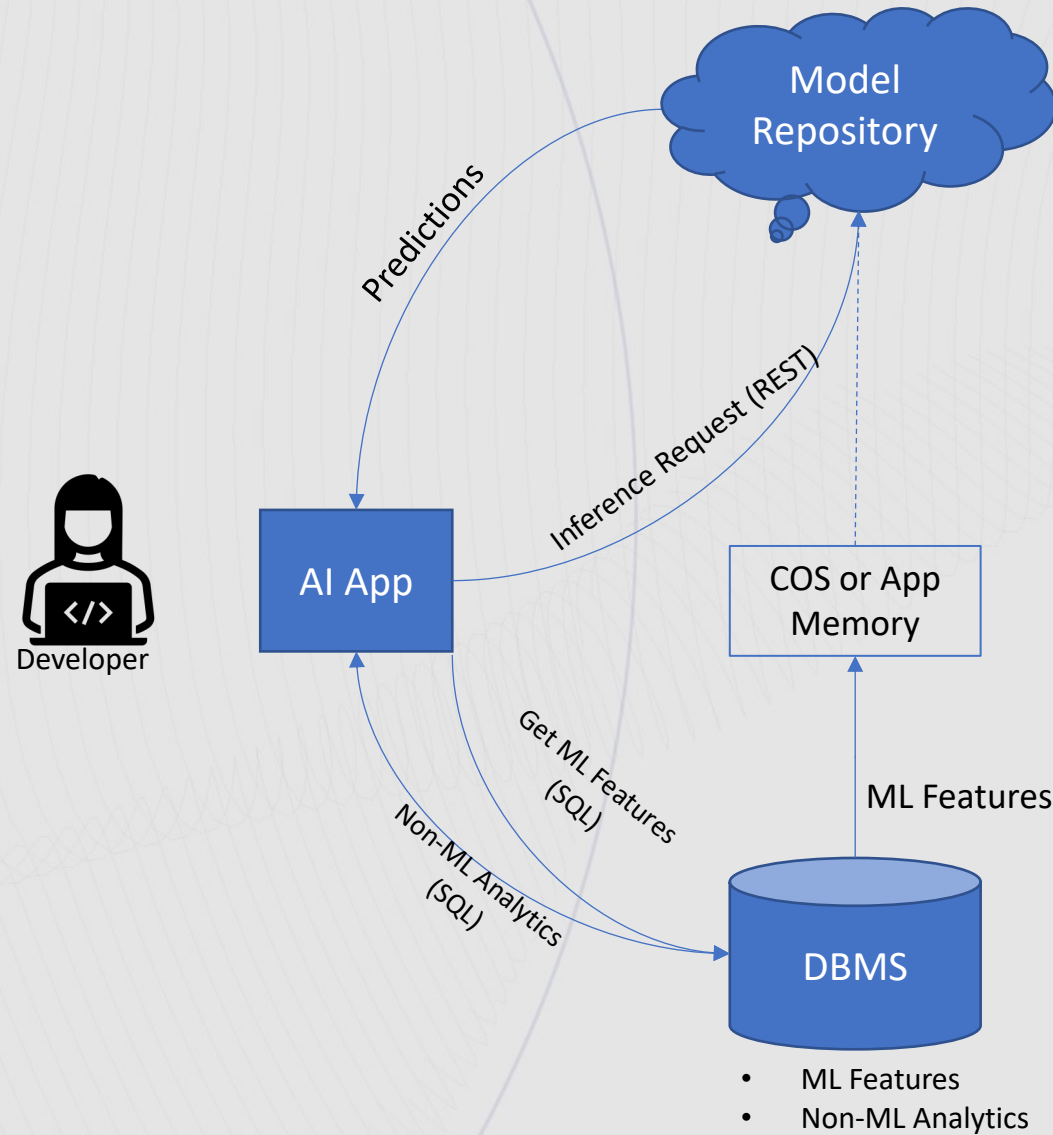 Model
Repository
Predictions
Inference Request (REST)
</>
Developer
AI App
COS or App
Memory
Get ML Features
(SQL)
Non-ML Analytics
(SQL)
ML Features
DBMS
• ML Features
• Non-ML Analytics